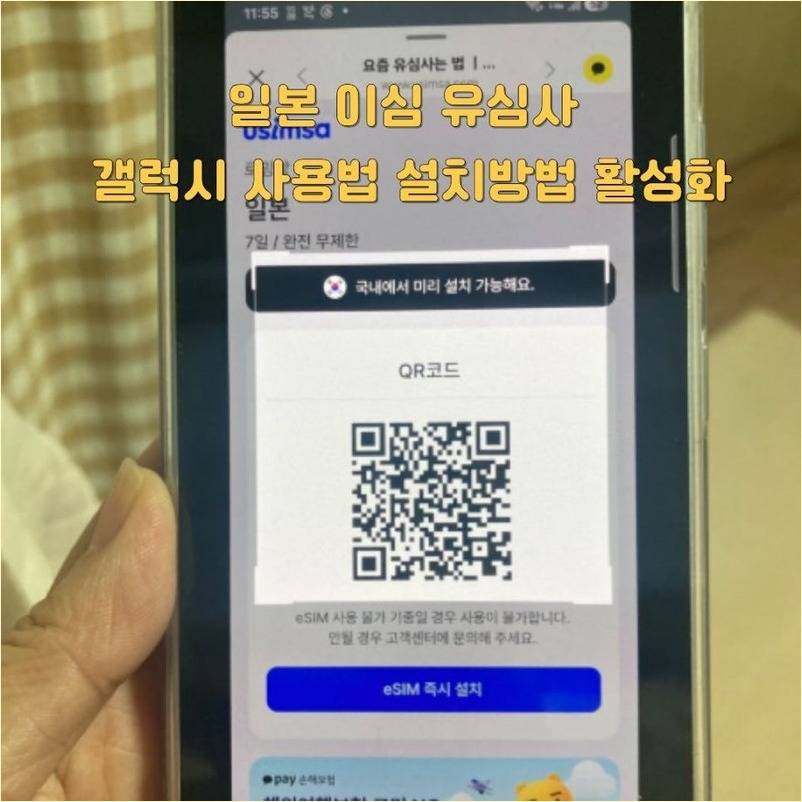 11:55
요즘 유심사는 법 | ...
일본 이심 유심사
usimsa
갤럭시 사용법 설치방법 활성화
일본
7일 / 완전 무제한
국내에서 미리 설치 가능해요.
QR코드
eSIM 사용 불가 기종일 경우 사용이 불가합니다.
만일 경우 고객센터에 문의해 주세요.
eSIM 즉시 설치
pay 손해보험